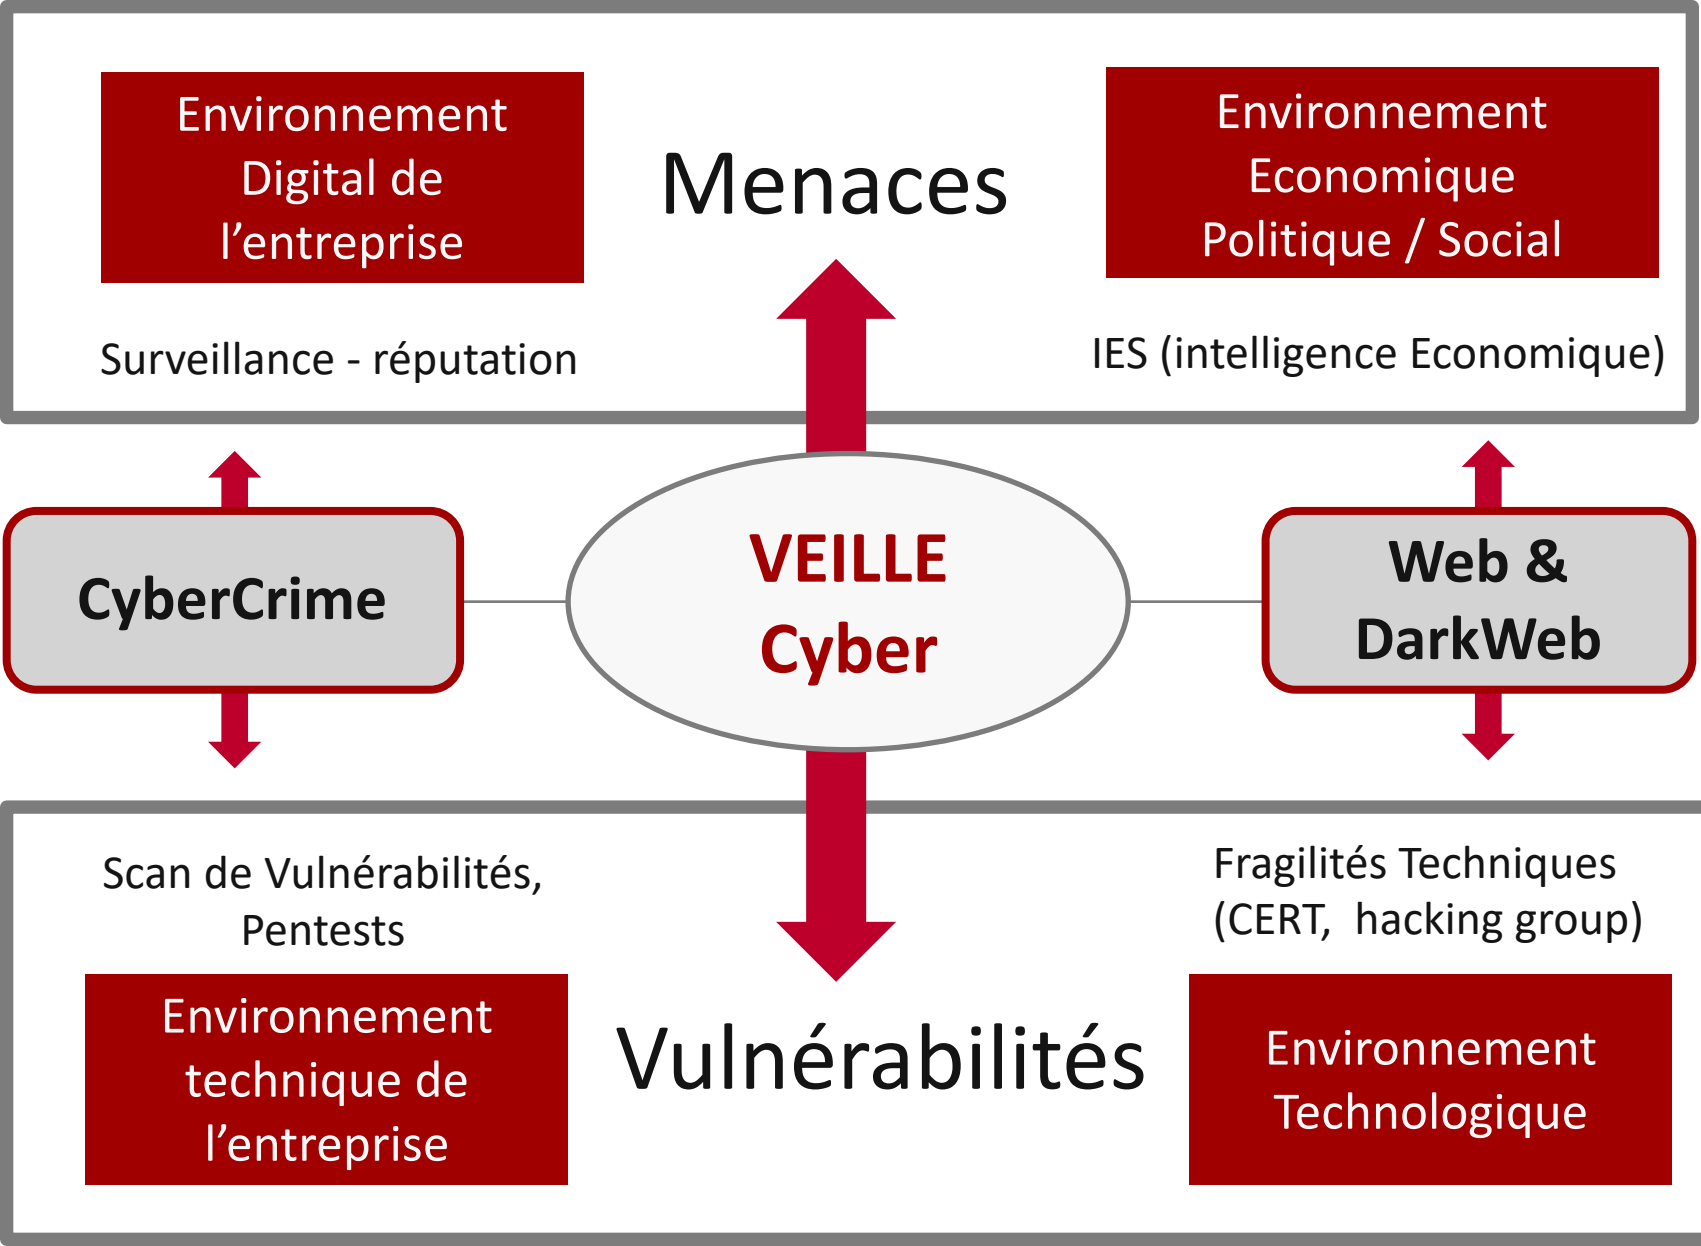 Environnement
Digital de
l’entreprise
Menaces
Environnement
Economique
Politique / Social
Surveillance - réputation
IES (intelligence Economique)
CyberCrime
VEILLE
Cyber
Web &
DarkWeb
Scan de Vulnérabilités,
Pentests
Fragilités Techniques
(CERT,  hacking group)
Environnement
technique de
l’entreprise
Vulnérabilités
Environnement
Technologique